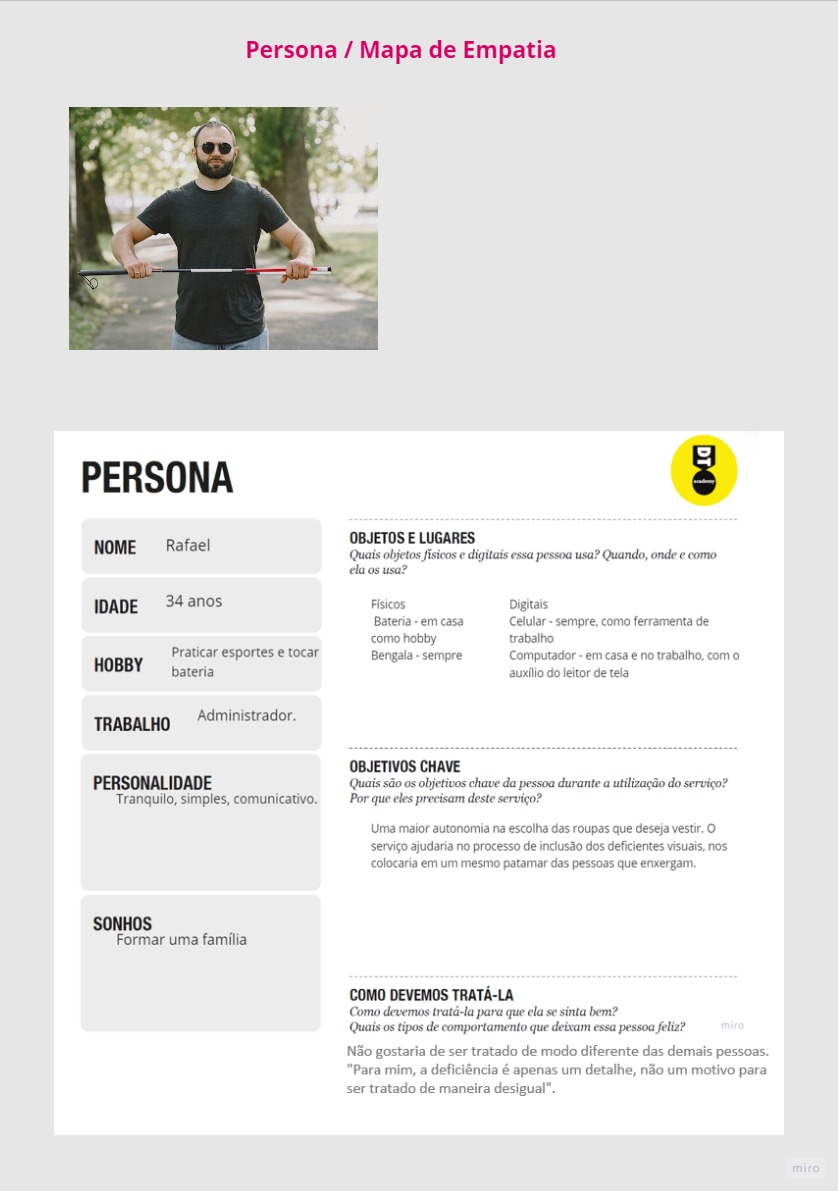 Persona / Mapa de Empatia
PERSONA
DT
academy
NOME
Rafael
IDADE
34 anos
HOBBY
Praticar esportes e tocar
bateria
TRABALHO
Administrador.
PERSONALIDADE
Tranquilo, simples, comunicativo.
SONHOS
Formar uma família
OBJETOS E LUGARES
Quais objetos físicos e digitais essa pessoa usa? Quando, onde e como
ela os usa?
Físicos
Bateria - em casa
como hobby
Bengala - sempre
Digitais
Celular - sempre, como ferramenta de
trabalho
Computador - em casa e no trabalho, com o
auxílio do leitor de tela
OBJETIVOS CHAVE
Quais são os objetivos chave da pessoa durante a utilização do serviço?
Por que eles precisam deste serviço?
Uma maior autonomia na escolha das roupas que deseja vestir. O
serviço ajudaria no processo de inclusão dos deficientes visuais, nos
colocaria em um mesmo patamar das pessoas que enxergam.
COMO DEVEMOS TRATÁ-LA
Como devemos tratá-la para que ela se sinta bem?
Quais os tipos de comportamento que deixam essa pessoa feliz?
miro
Não gostaria de ser tratado de modo diferente das demais pessoas.
"Para mim, a deficiência é apenas um detalhe, não um motivo para
ser tratado de maneira desigual".
miro